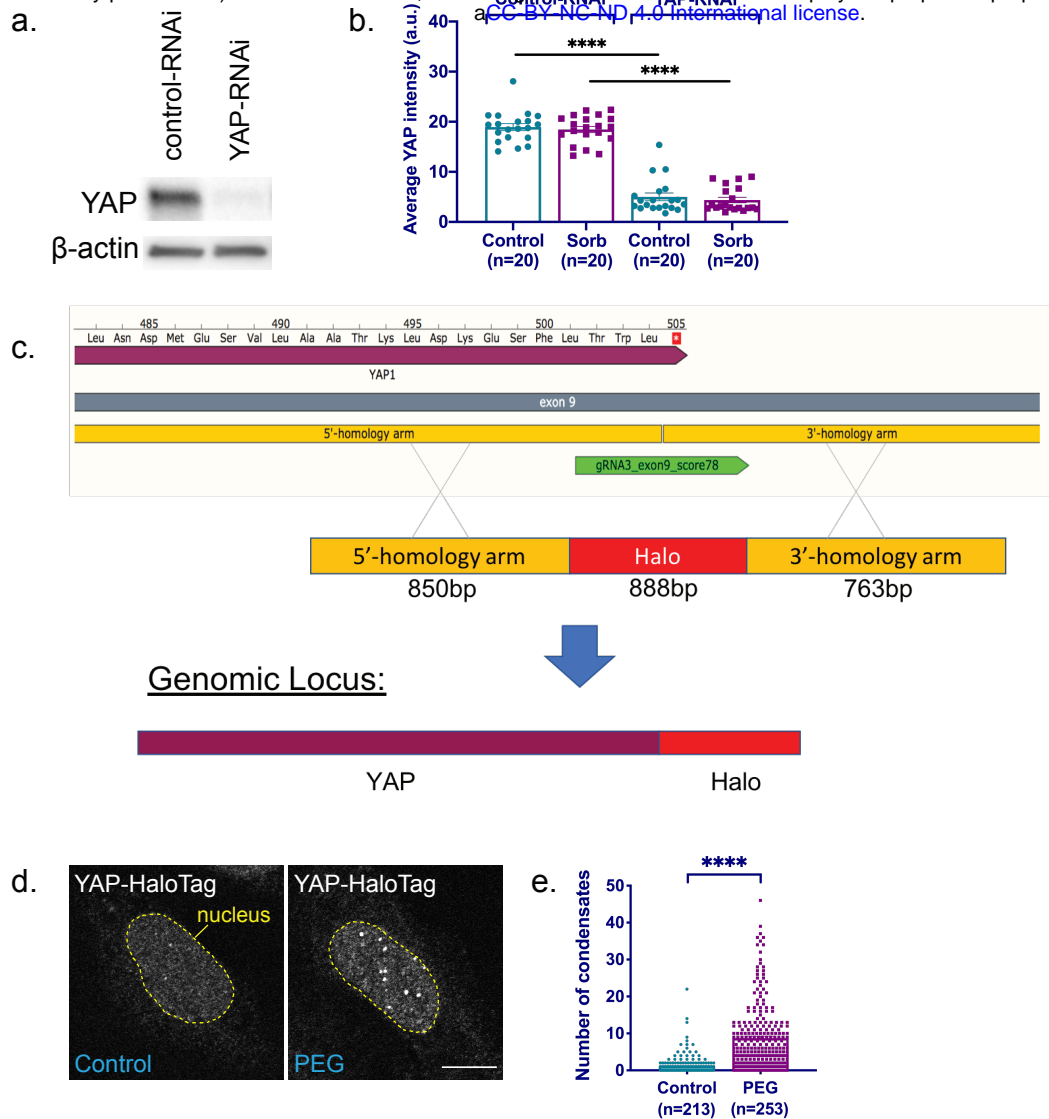 a.
control-RNAi
YAP-RNAi
YAP
β-actin
b.
aCC-BY-NC-ND 4.0 International license.
Average YAP intensity (a.u.)
40
30
20
10
0
****
****
Control
(n=20)
Sorb
(n=20)
Control
(n=20)
Sorb
(n=20)
c.
485 490 495 500 505
Leu Asn Asp Met Glu Ser Val Leu Ala Ala Thr Lys Leu Asp Lys Glu Ser Phe Leu Thr Trp Leu *
YAP1
exon 9
5'-homology arm 3'-homology arm
gRNA3_exon9_score78
5'-homology arm Halo 3'-homology arm
850bp 888bp 763bp
Genomic Locus:
YAP Halo
d.
YAP-HaloTag
nucleus
Control
YAP-HaloTag
PEG
e.
Number of condensates
50
40
30
20
10
0
****
Control
(n=213)
PEG
(n=253)